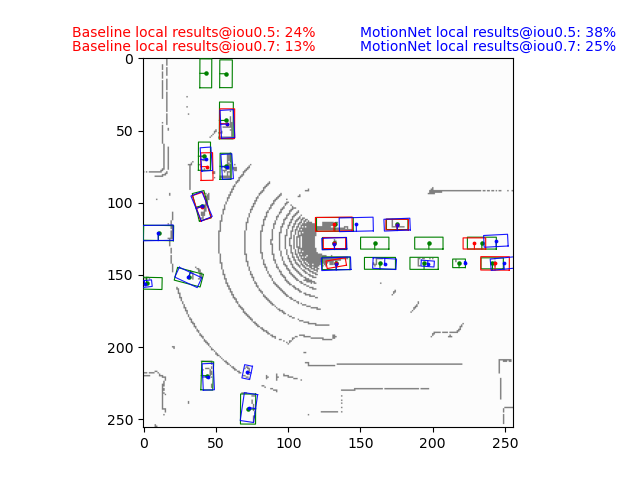 Baseline local results@iou0.5: 24% MotionNet local results@iou0.5: 38%
Baseline local results@iou0.7: 13% MotionNet local results@iou0.7: 25%
0
50
100
150
200
250
0 50 100 150 200 250